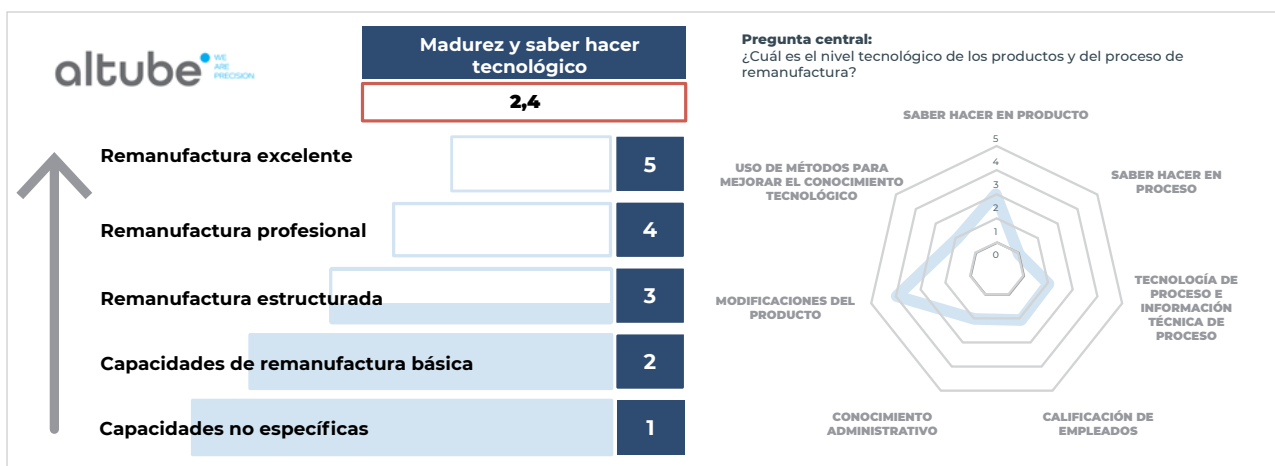 altube
WE
ARE
PRECISION
Madurez y saber hacer
tecnológico
2,4
Remanufactura excelente
5
Remanufactura profesional
4
Remanufactura estructurada
3
Capacidades de remanufactura básica
2
Capacidades no específicas
1
Pregunta central:
¿Cuál es el nivel tecnológico de los productos y del proceso de
remanufactura?
SABER HACER EN PRODUCTO
5
4
3
2
1
0
SABER HACER EN
PROCESO
TECNOLOGÍA DE
PROCESO E
INFORMACIÓN
TÉCNICA DE
PROCESO
CALIFICACIÓN DE
EMPLEADOS
CONOCIMIENTO
ADMINISTRATIVO
MODIFICACIONES DEL
PRODUCTO
USO DE MÉTODOS PARA
MEJORAR EL CONOCIMIENTO
TECNOLÓGICO